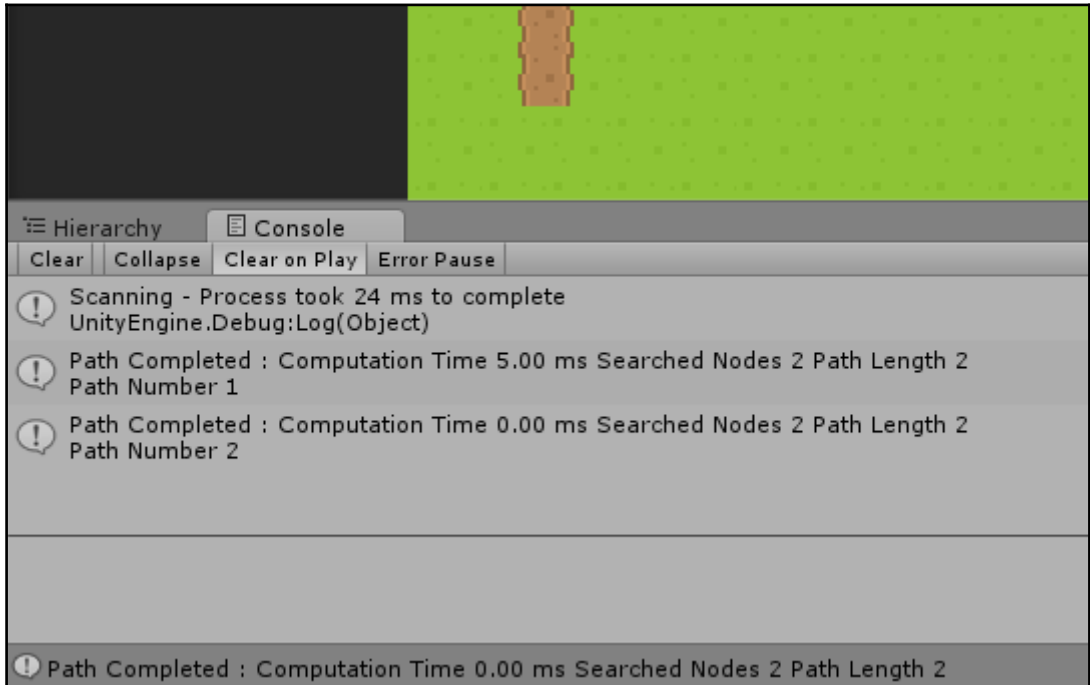 Hierarchy
Console
Clear
Collapse
Clear on Play
Error Pause
Scanning - Process took 24 ms to complete
UnityEngine.Debug:Log(Object)
Path Completed : Computation Time 5.00 ms Searched Nodes 2 Path Length 2
Path Number 1
Path Completed : Computation Time 0.00 ms Searched Nodes 2 Path Length 2
Path Number 2
Path Completed : Computation Time 0.00 ms Searched Nodes 2 Path Length 2